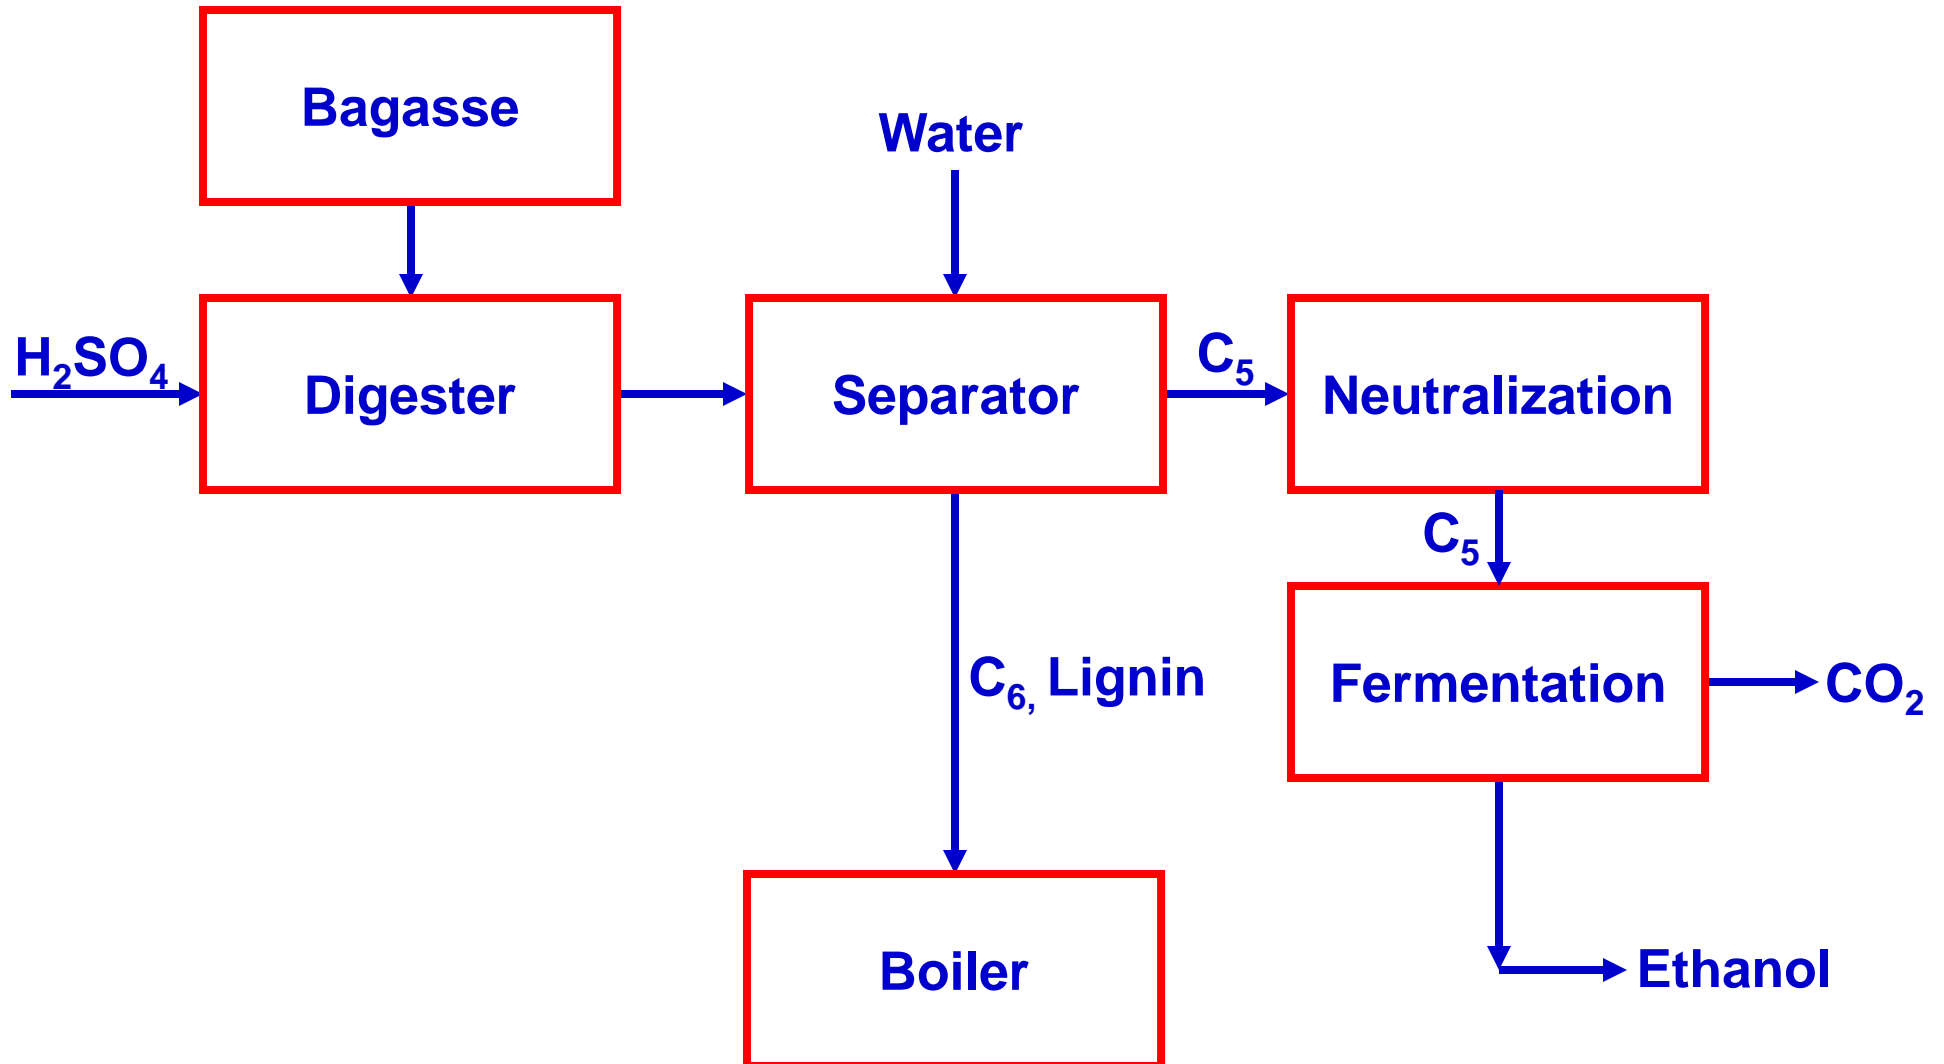 Bagasse
Water
H₂SO₄
Digester
Separator
C₅
Neutralization
C₅
C₆, Lignin
Fermentation
CO₂
Boiler
Ethanol